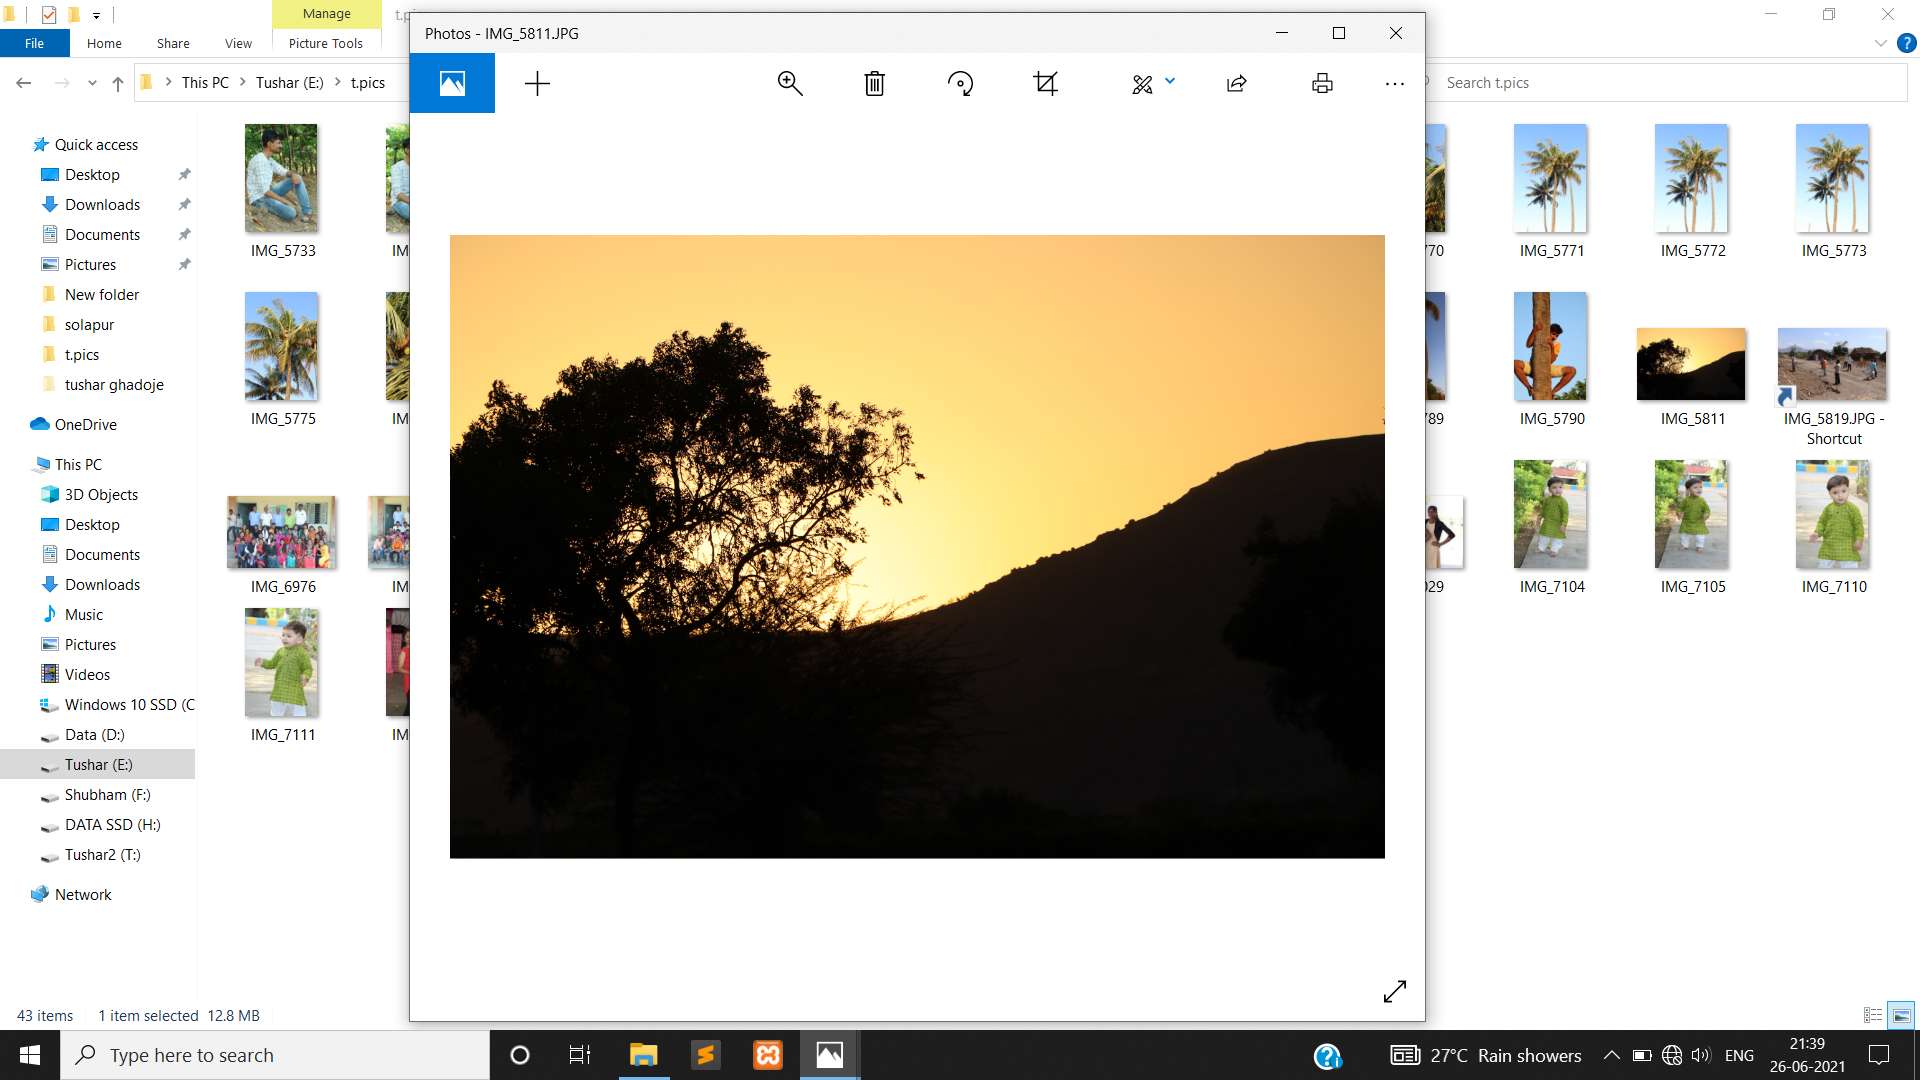 Manage
t.pi
File
Home
Share
View
Picture Tools
This PC
Tushar (E:)
t.pics
Search t.pics
Photos - IMG_5811.JPG
Quick access
Desktop
Downloads
Documents
Pictures
New folder
solapur
t.pics
tushar ghadoje
OneDrive
This PC
3D Objects
Desktop
Documents
Downloads
Music
Pictures
Videos
Windows 10 SSD (C
Data (D:)
Tushar (E:)
Shubham (F:)
DATA SSD (H:)
Tushar2 (T:)
Network
IMG_5733
IM
70
IMG_5771
IMG_5772
IMG_5773
IMG_5775
IM
789
IMG_5790
IMG_5811
IMG_5819.JPG -
Shortcut
IMG_6976
IM
029
IMG_7104
IMG_7105
IMG_7110
IMG_7111
IM
43 items
1 item selected 12.8 MB
Type here to search
27°C Rain showers
ENG
21:39
26-06-2021